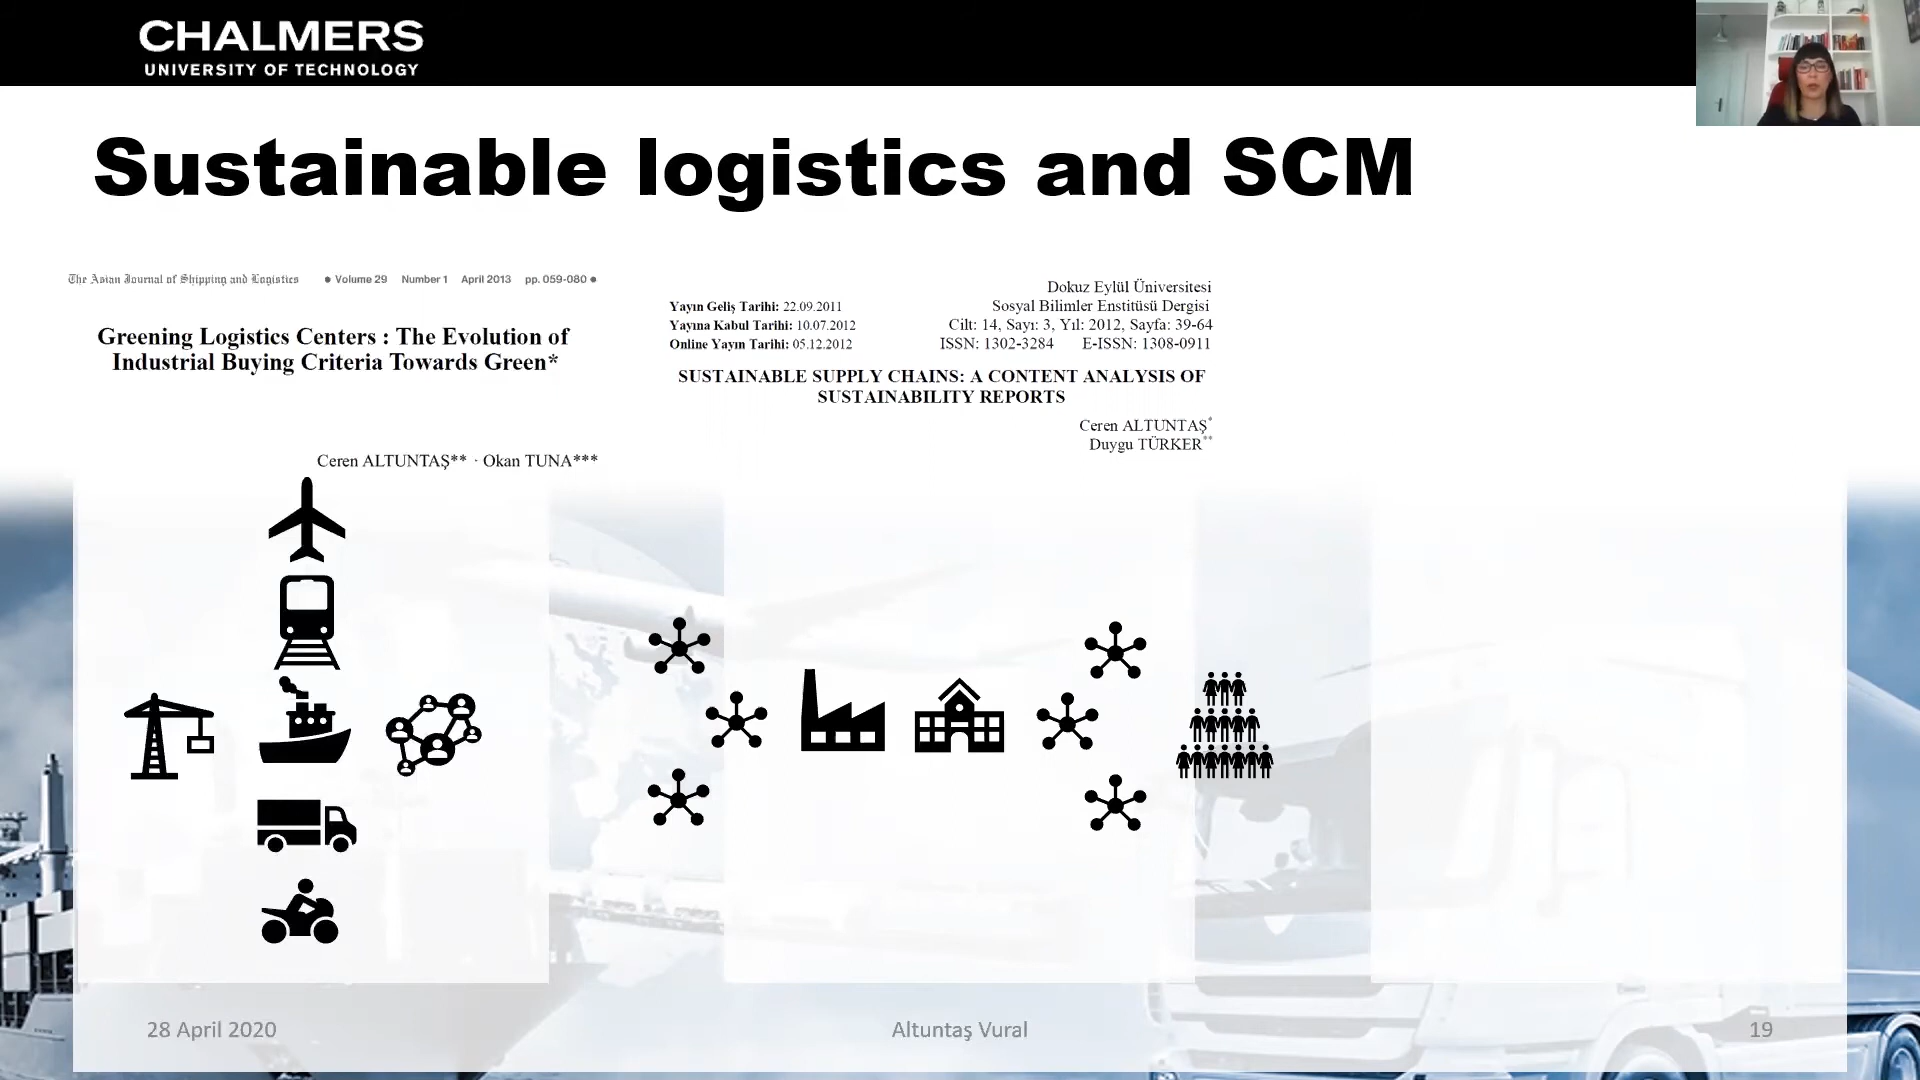 CHALMERS
UNIVERSITY OF TECHNOLOGY
Sustainable logistics and SCM
The Asian Journal of Shipping and Logistics ● Volume 29 Number 1 April 2013 pp. 059-080 ●
Greening Logistics Centers : The Evolution of
Industrial Buying Criteria Towards Green*
Ceren ALTUNTAŞ** · Okan TUNA***
Dokuz Eylül Üniversitesi
Yayın Geliş Tarihi: 22.09.2011 Sosyal Bilimler Enstitüsü Dergisi
Yayına Kabul Tarihi: 10.07.2012 Cilt: 14, Sayı: 3, Yıl: 2012, Sayfa: 39-64
Online Yayın Tarihi: 05.12.2012 ISSN: 1302-3284 E-ISSN: 1308-0911
SUSTAINABLE SUPPLY CHAINS: A CONTENT ANALYSIS OF
SUSTAINABILITY REPORTS
Ceren ALTUNTAŞ*
Duygu TÜRKER**
28 April 2020
Altuntaş Vural
19